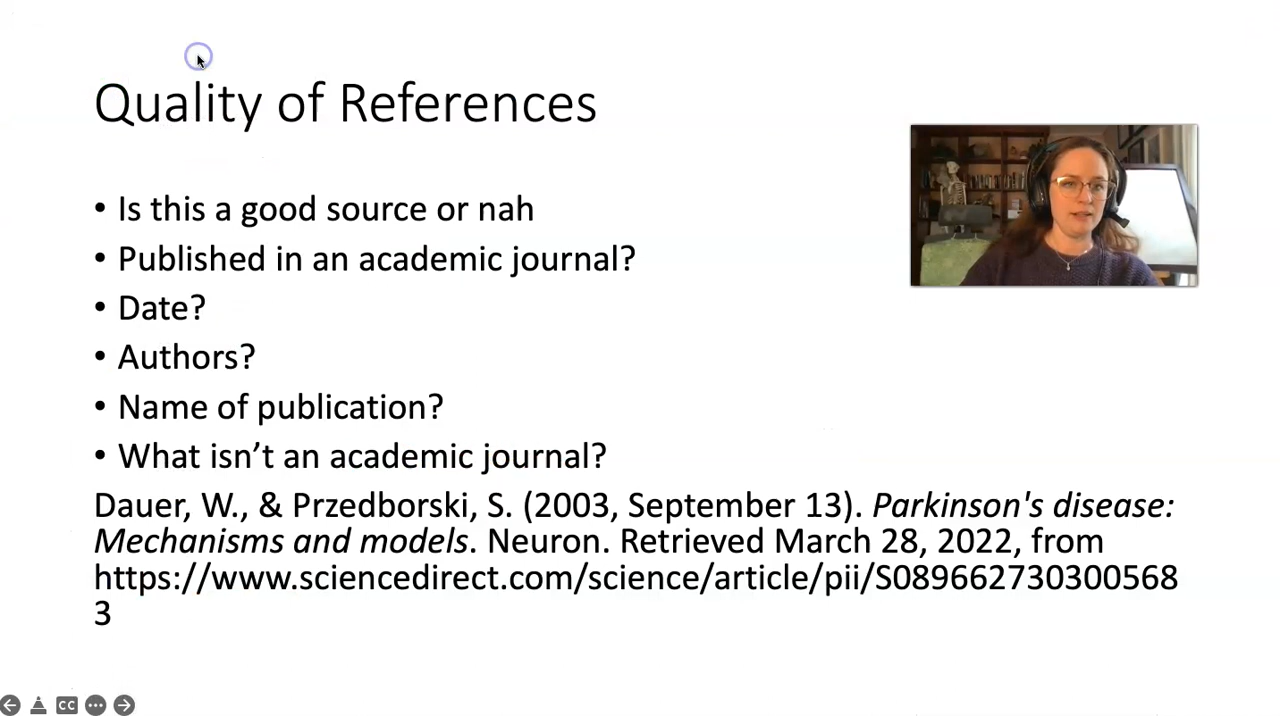 Quality of References
• Is this a good source or nah
• Published in an academic journal?
• Date?
• Authors?
• Name of publication?
• What isn’t an academic journal?
Dauer, W., & Przedborski, S. (2003, September 13). Parkinson's disease:
Mechanisms and models. Neuron. Retrieved March 28, 2022, from
https://www.sciencedirect.com/science/article/pii/S089662730300568
3
CC